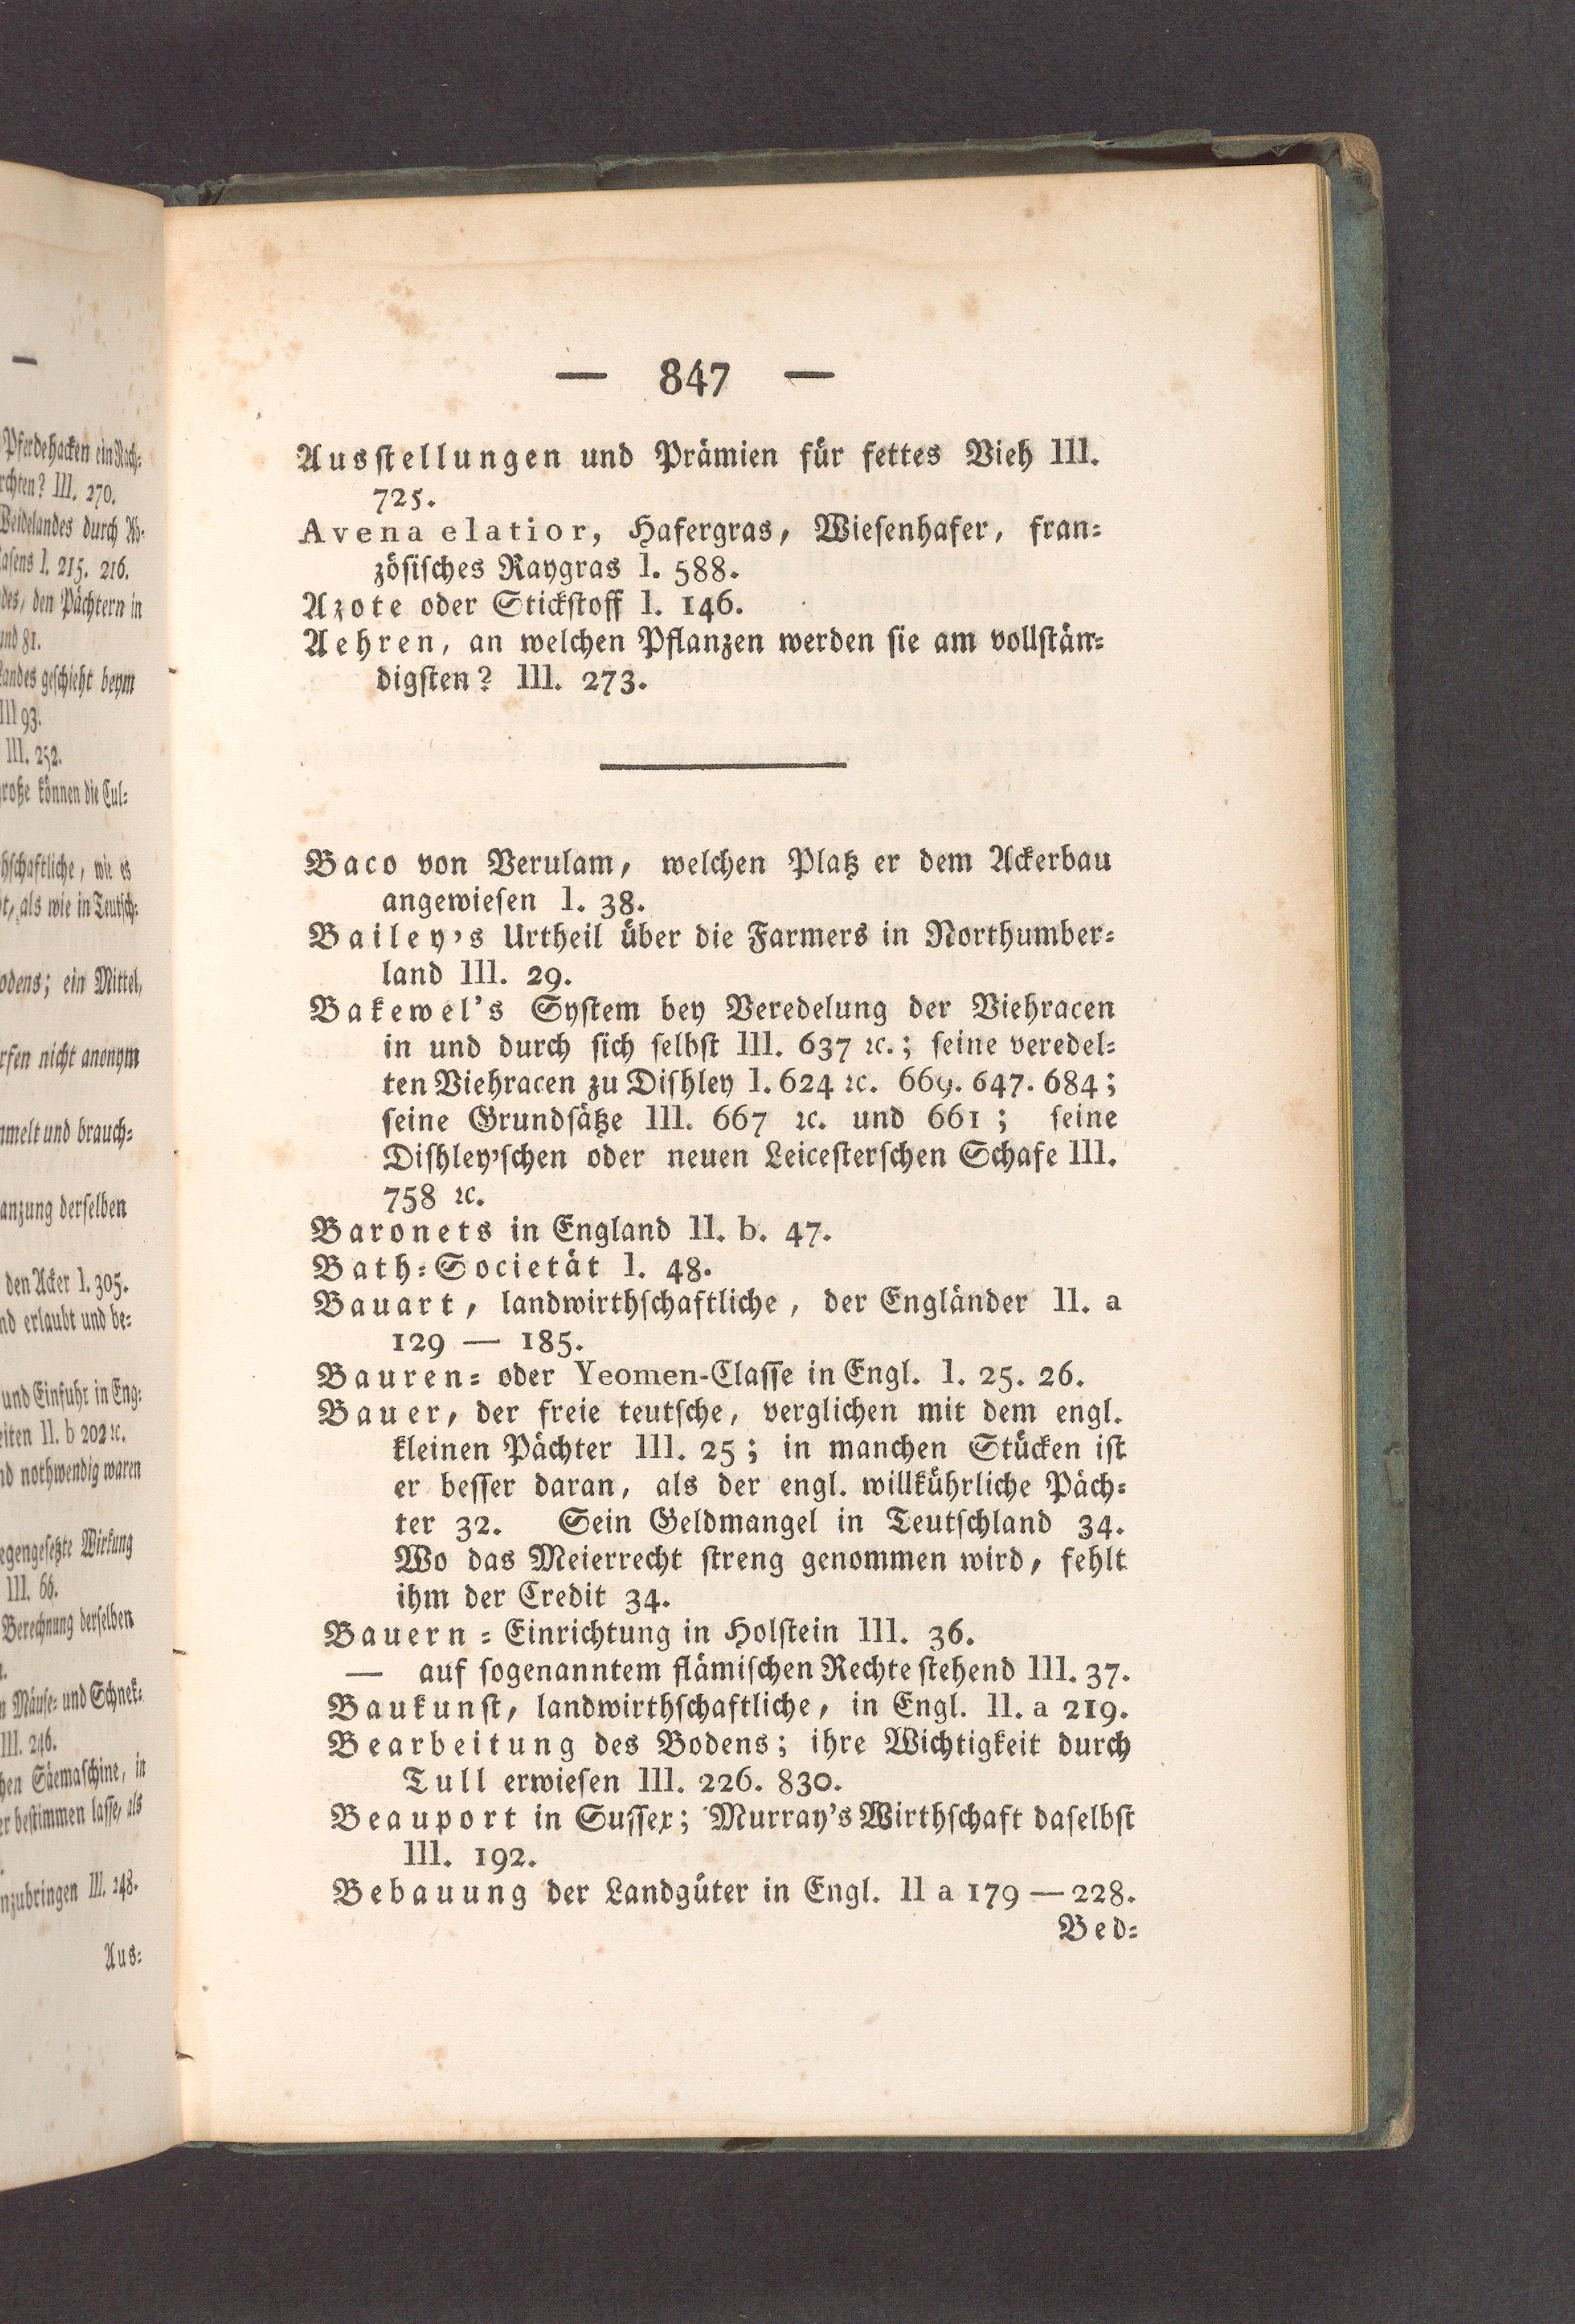 — 847 —
Ausſtellungen und Prämien für fettes Vieh III.
725.
Avena elatior, Hafergras, Wieſenhafer, fran⸗
zöſiſches Raygras I. 588.
Azote oder Stickſtoff I. 146.
Aehren, an welchen Pflanzen werden ſie am vollſtän⸗
digſten? III. 273.
Baco von Verulam, welchen Platz er dem Ackerbau
angewieſen I. 38.
Bailey's Urtheil über die Farmers in Northumber⸗
land III. 29.
Bakewel's Syſtem bey Veredelung der Viehracen
in und durch ſich ſelbſt III. 637 ꝛc.; ſeine veredel⸗
ten Viehracen zu Diſhley I. 624 ꝛc. 669. 647. 684;
ſeine Grundſätze III. 667 ꝛc. und 661; ſeine
Diſhley'ſchen oder neuen Leiceſterſchen Schafe III.
758 ꝛc.
Baronets in England II. b. 47.
Bath⸗Societät I. 48.
Bauart, landwirthſchaftliche, der Engländer II. a
129 — 185.
Bauren⸗ oder Yeomen-Claſſe in Engl. I. 25. 26.
Bauer, der freie teutſche, verglichen mit dem engl.
kleinen Pächter III. 25; in manchen Stücken iſt
er beſſer daran, als der engl. willkührliche Päch⸗
ter 32. Sein Geldmangel in Teutſchland 34.
Wo das Meierrecht ſtreng genommen wird, fehlt
ihm der Credit 34.
Bauern⸗Einrichtung in Holſtein III. 36.
— auf ſogenanntem flämiſchen Rechte ſtehend III. 37.
Baukunſt, landwirthſchaftliche, in Engl. II. a 219.
Bearbeitung des Bodens; ihre Wichtigkeit durch
Tull erwieſen III. 226. 830.
Beauport in Suſſex; Murray's Wirthſchaft daſelbſt
III. 192.
Bebauung der Landgüter in Engl. II a 179 — 228.
Bed⸗